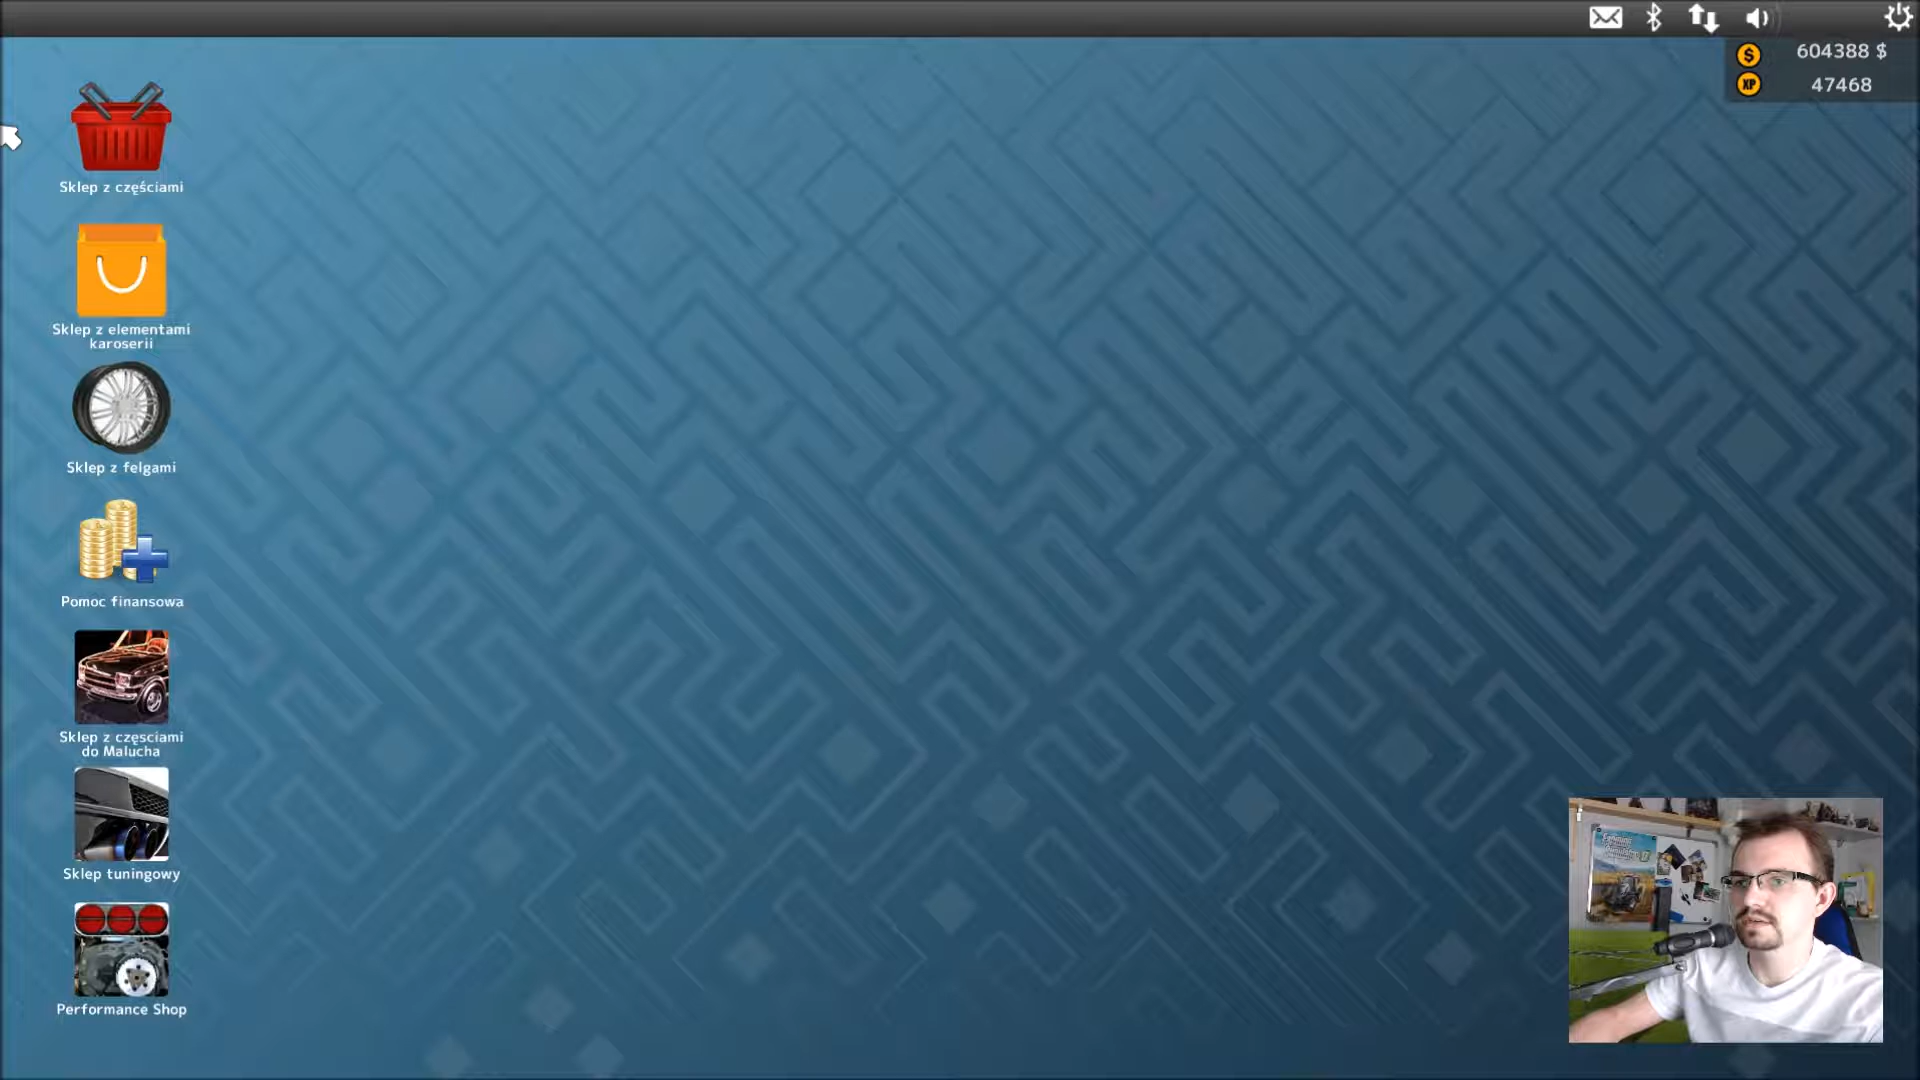 604388 $
XP 47468
Sklep z częściami
Sklep z elementami
karoserii
Sklep z felgami
Pomoc finansowa
Sklep z częsciami
do Malucha
Sklep tuningowy
Performance Shop